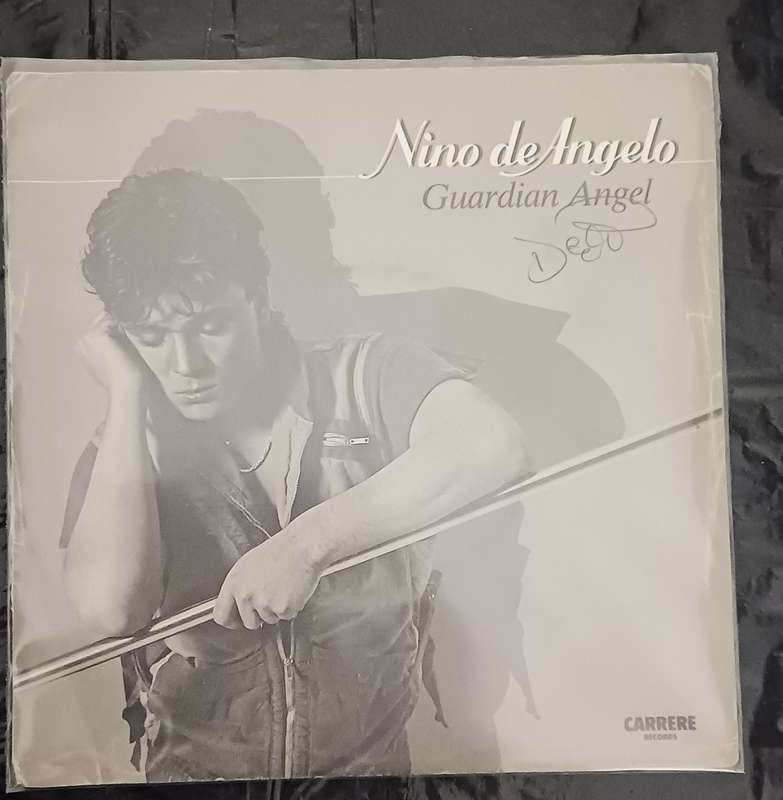 Nino de Angelo
Guardian Angel
CARRERE
RECORDS